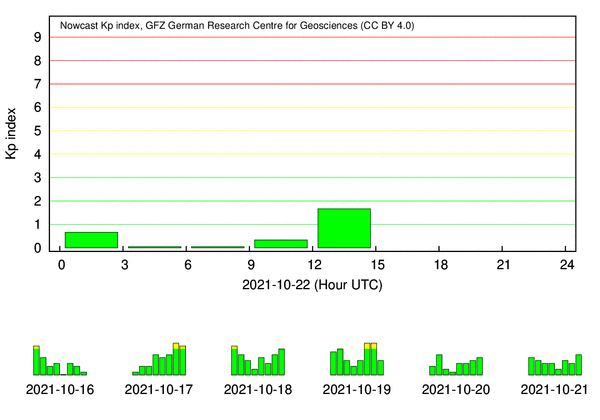 Nowcast Kp index, GFZ German Research Centre for Geosciences (CC BY 4.0)
9
8
7
6
5
4
3
2
1
0
Kp index
0 3 6 9 12 15 18 21 24
2021-10-22 (Hour UTC)
2021-10-16 2021-10-17 2021-10-18 2021-10-19 2021-10-20 2021-10-21